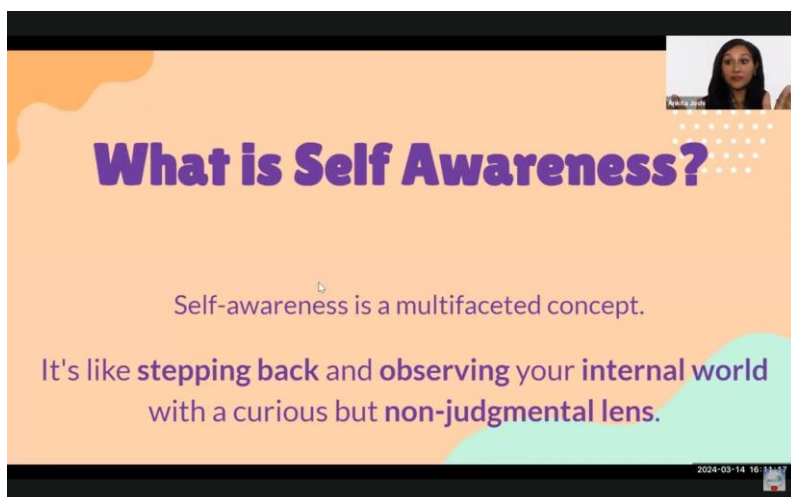 Ankita Joshi
What is Self Awareness?
Self-awareness is a multifaceted concept.
It's like stepping back and observing your internal world
with a curious but non-judgmental lens.
2024-03-14 16:11:17